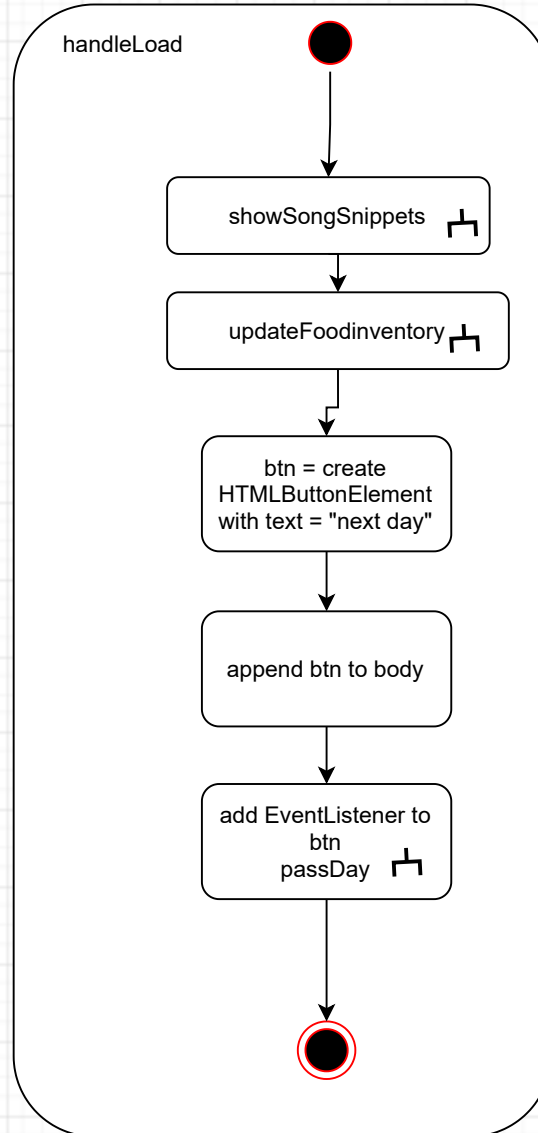 handleLoad
showSongSnippets
updateFoodinventory
btn = create
HTMLButtonElement
with text = "next day"
append btn to body
add EventListener to
btn
passDay